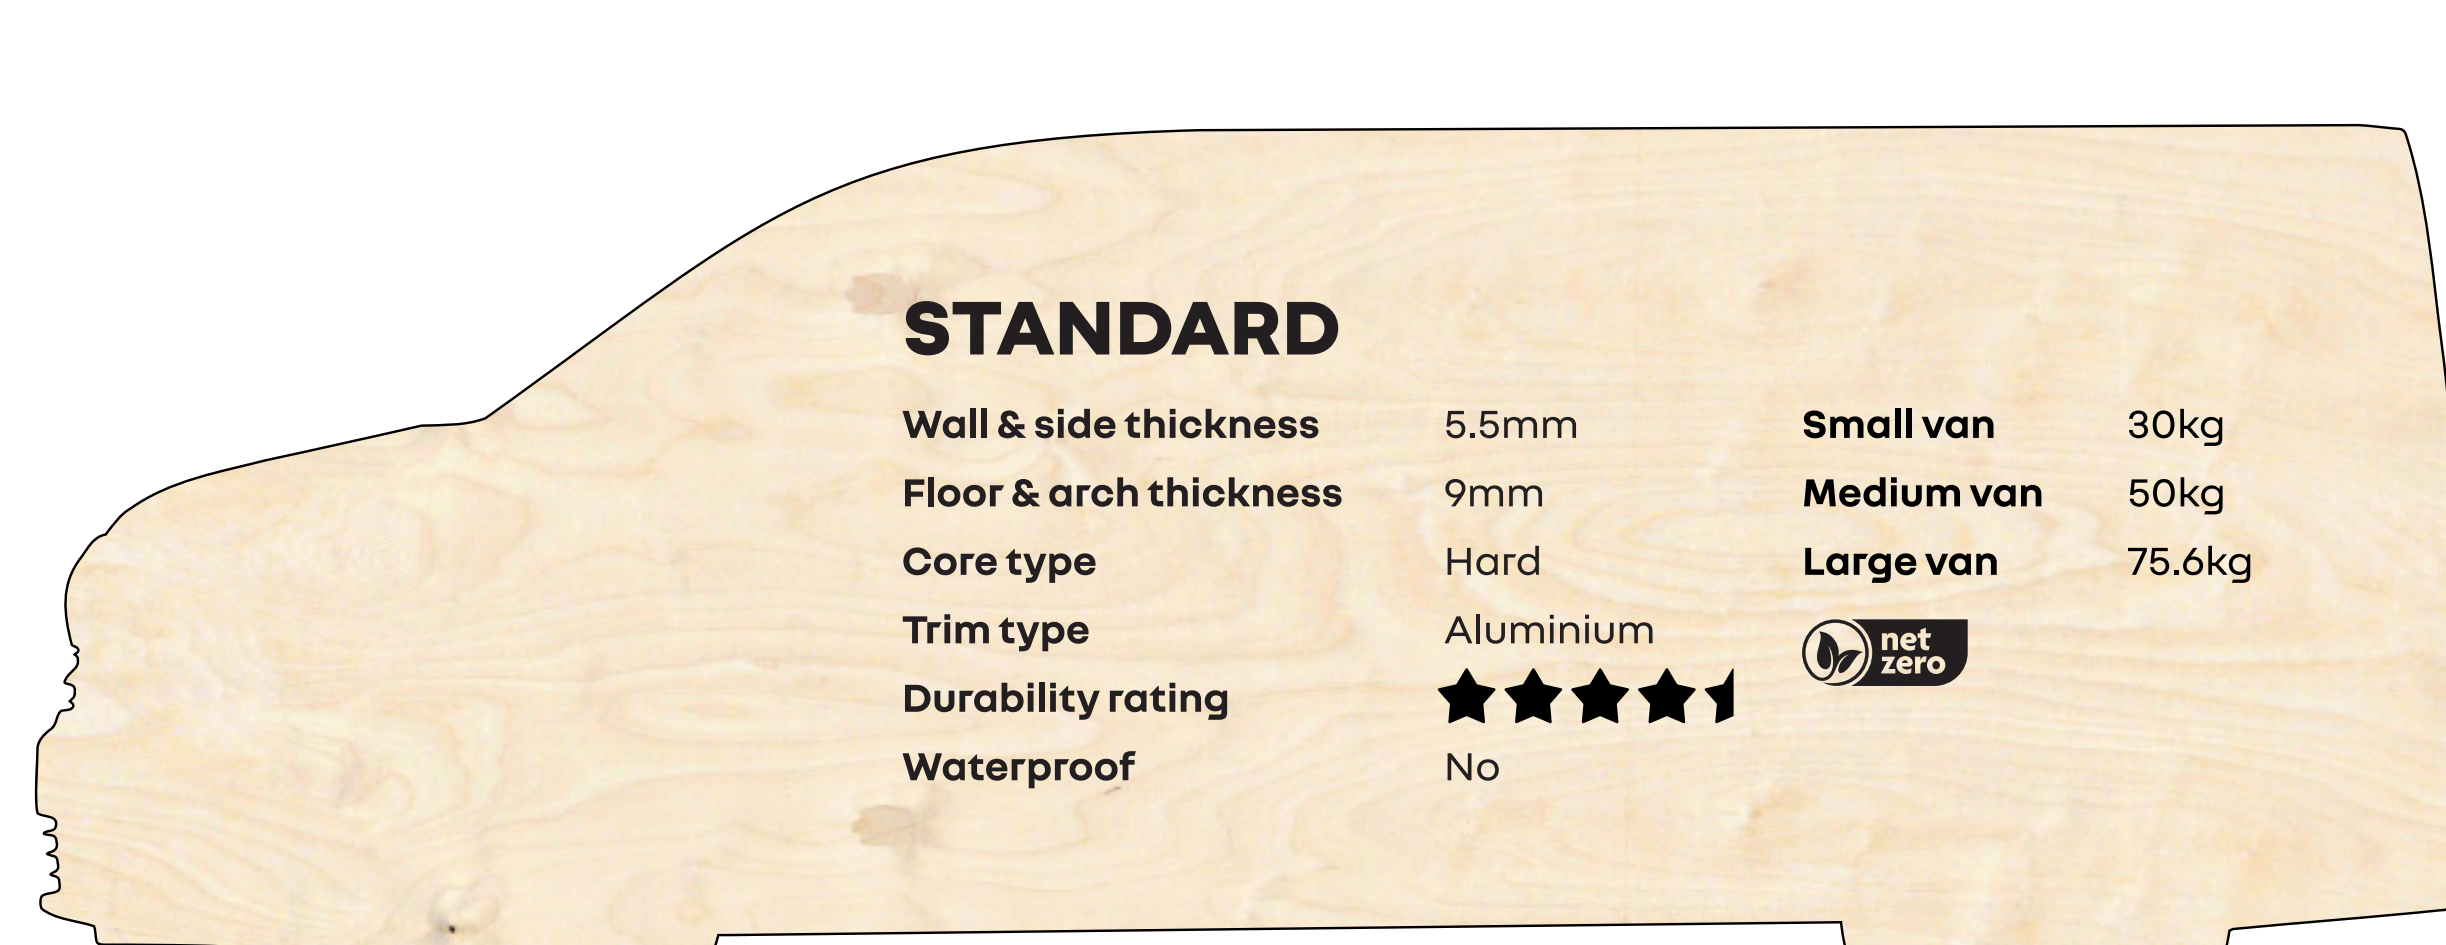 STANDARD
Wall & side thickness 5.5mm
Floor & arch thickness 9mm
Core type Hard
Trim type Aluminium
Durability rating
Waterproof No
Small van 30kg
Medium van 50kg
Large van 75.6kg
net
zero